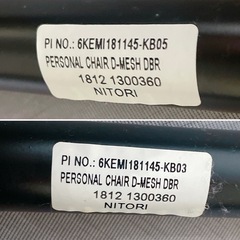 PI NO.: 6KEMI181145-KB05
PERSONAL CHAIR D-MESH DBR
1812 1300360
NITORI
PI NO.: 6KEMI181145-KB03
PERSONAL CHAIR D-MESH DBR
1812 1300360
NITORI